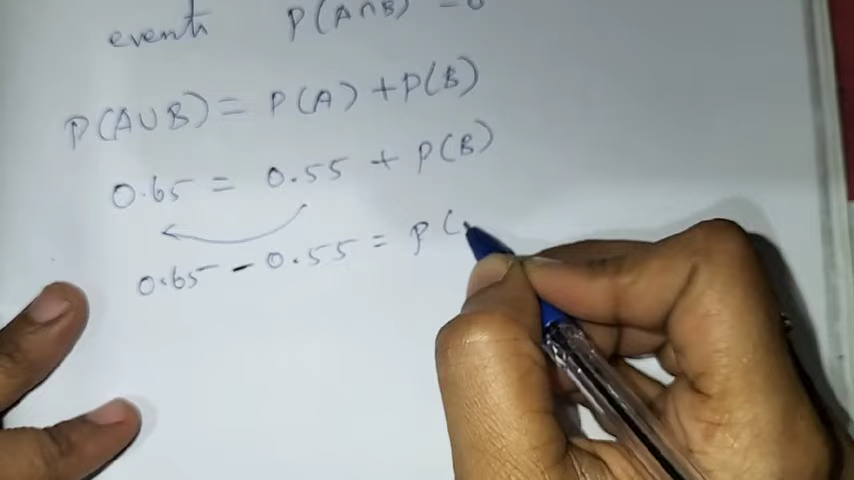 events P(A∩B) = 0
P(A∪B) = P(A) + P(B)
0.65 = 0.55 + P(B)
0.65 - 0.55 = P(